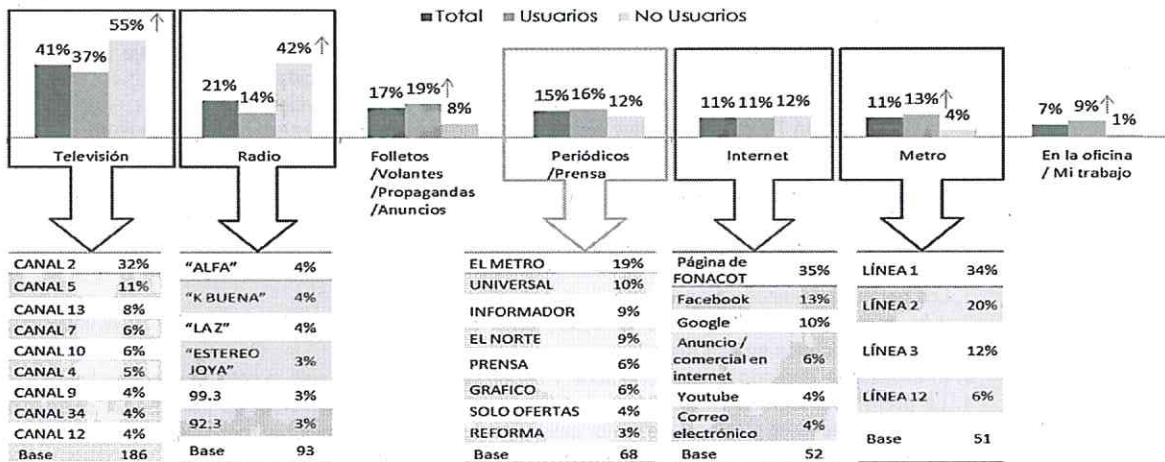 Total Usuarios No Usuarios
41% 37% 55% ↑
Televisión
21% 14% 42% ↑
Radio
17% 19% ↑ 8%
Folletos
/Volantes
/Propagandas
/Anuncios
15% 16% 12%
Periódicos
/Prensa
11% 11% 12%
Internet
11% 13% ↑ 4%
Metro
7% 9% ↑ 1%
En la oficina
/ Mi trabajo
CANAL 2 32%
CANAL 5 11%
CANAL 13 8%
CANAL 7 6%
CANAL 10 6%
CANAL 4 5%
CANAL 9 4%
CANAL 34 4%
CANAL 12 4%
Base 186
"ALFA" 4%
"K BUENA" 4%
"LA Z" 4%
"ESTEREO
JOYA" 3%
99.3 3%
92.3 3%
Base 93
EL METRO 19%
UNIVERSAL 10%
INFORMADOR 9%
EL NORTE 9%
PRENSA 6%
GRAFICO 6%
SOLO OFERTAS 4%
REFORMA 3%
Base 68
Página de
FONACOT 35%
Facebook 13%
Google 10%
Anuncio /
comercial en 6%
internet
Youtube 4%
Correo
electrónico 4%
Base 52
LÍNEA 1 34%
LÍNEA 2 20%
LÍNEA 3 12%
LÍNEA 12 6%
Base 51